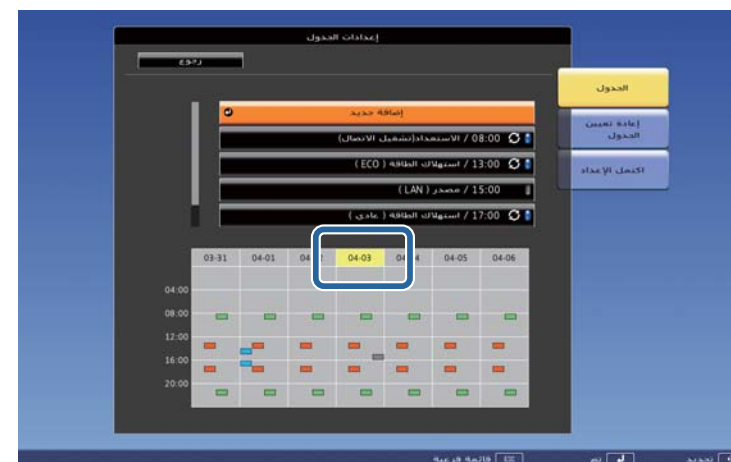 إعدادات الجدول
رجوع
الجدول
إعادة تعيين
الجدول
اكتمل الإعداد
إضافة جديد
08:00 / الاستعداد(تشغيل الاتصال)
13:00 / استهلاك الطاقة ( ECO )
15:00 / مصدر ( LAN )
17:00 / استهلاك الطاقة ( عادي )
03-31 04-01 04-03 04-05 04-06
04:00
08:00
12:00
16:00
20:00
تحديد تم قائمة فرعية